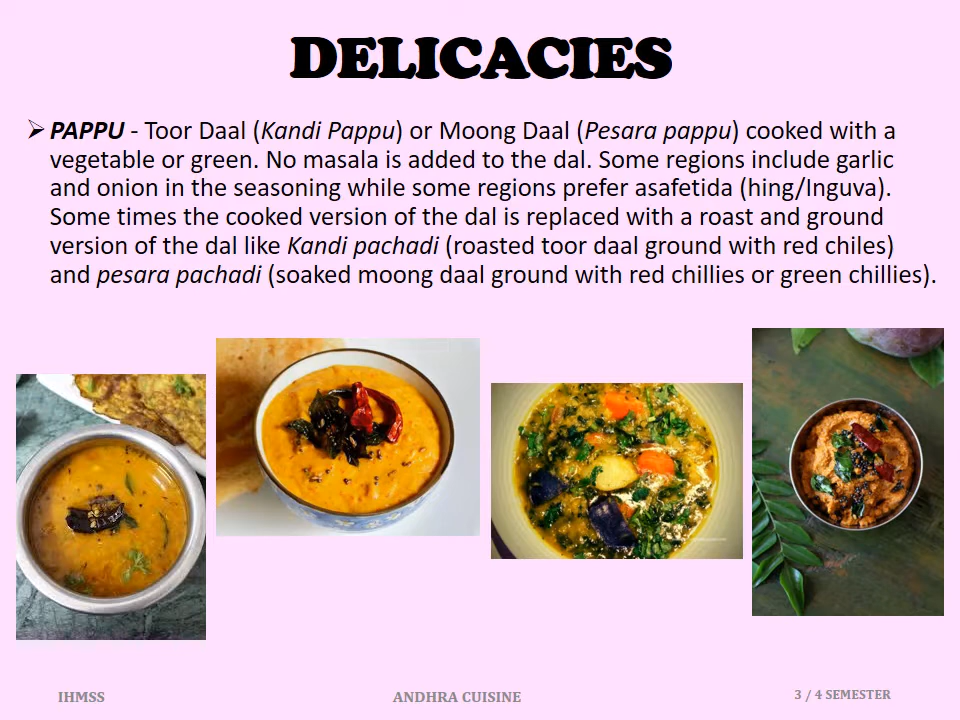 DELICACIES
➢ PAPPU - Toor Daal (Kandi Pappu) or Moong Daal (Pesara pappu) cooked with a
vegetable or green. No masala is added to the dal. Some regions include garlic
and onion in the seasoning while some regions prefer asafetida (hing/Inguva).
Some times the cooked version of the dal is replaced with a roast and ground
version of the dal like Kandi pachadi (roasted toor daal ground with red chiles)
and pesara pachadi (soaked moong daal ground with red chillies or green chillies).
IHMSS
ANDHRA CUISINE
3 / 4 SEMESTER